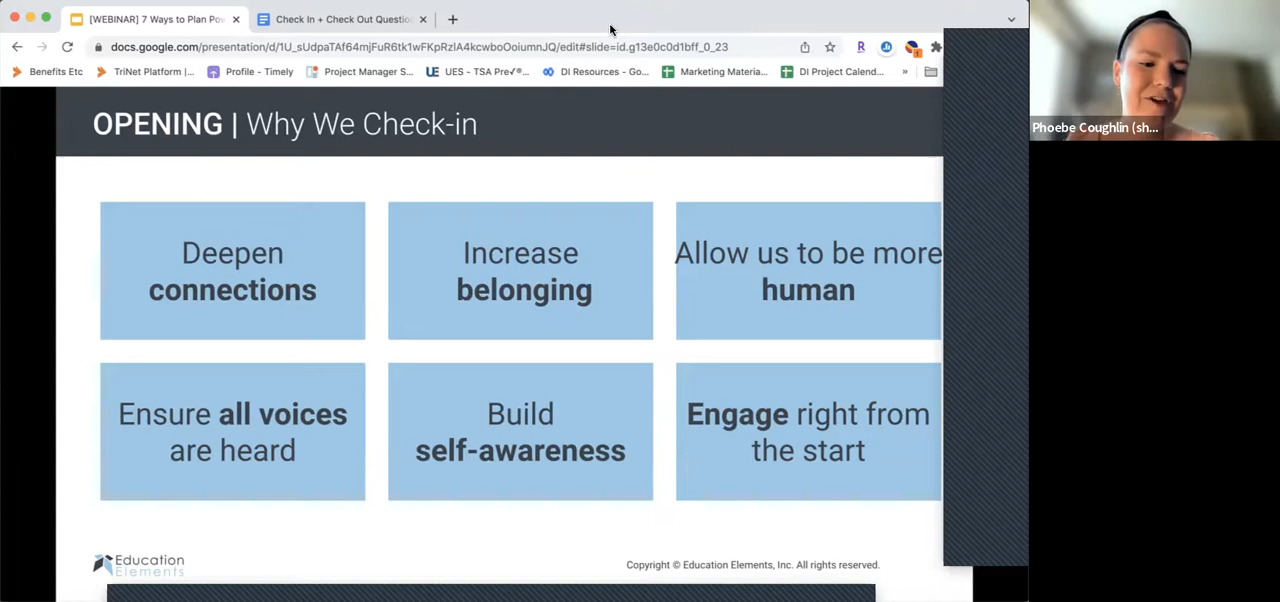 [WEBINAR] 7 Ways to Plan Po
Check In + Check Out Questio
docs.google.com/presentation/d/1U_sUdpaTAf64mjFuR6tk1wFKpRzlA4kcwboOoiumnJQ/edit#slide=id.g13e0c0d1bff_0_23
Benefits Etc
TriNet Platform |...
Profile - Timely
Project Manager S...
UES - TSA Pre✓®...
DI Resources - Go...
Marketing Materia...
DI Project Calend...
»
OPENING | Why We Check-in
Deepen
connections
Increase
belonging
Allow us to be more
human
Ensure all voices
are heard
Build
self-awareness
Engage right from
the start
Education
Elements
Copyright © Education Elements, Inc. All rights reserved.
Phoebe Coughlin (sh...